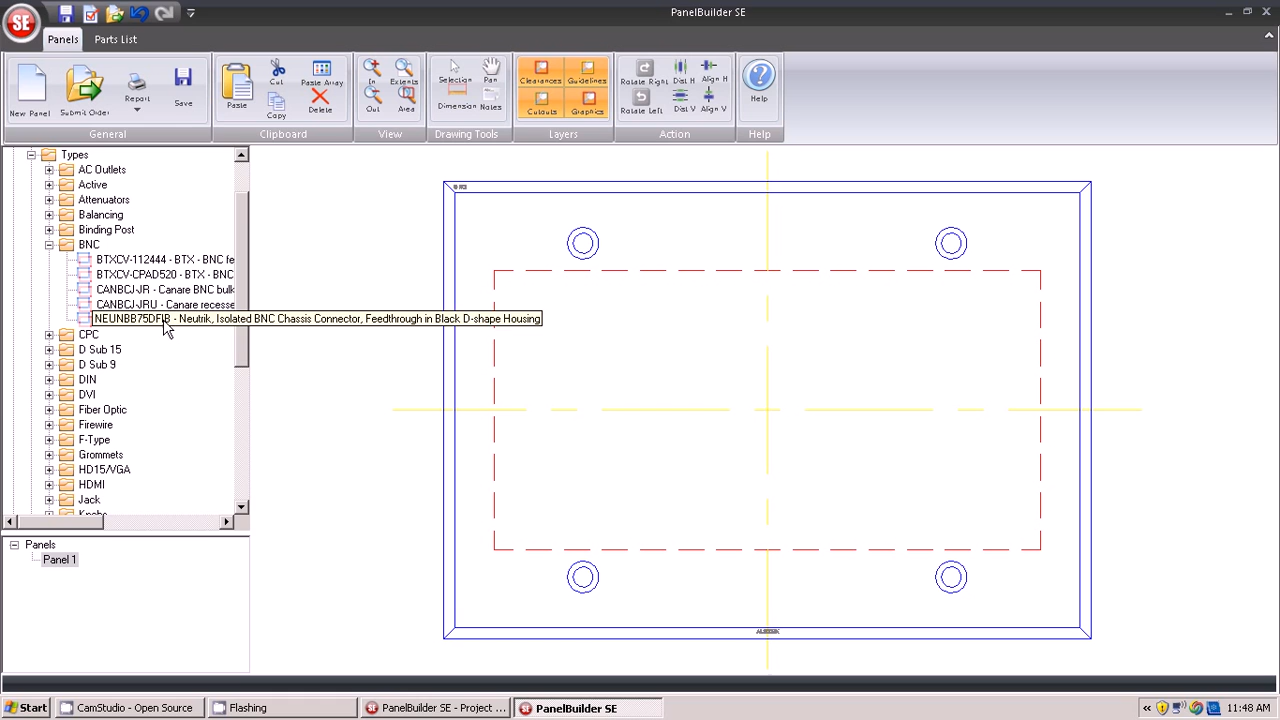 PanelBuilder SE
SE
Panels
Parts List
New Panel
Submit Order
Report
Save
General
Paste
Cut
Copy
Paste Array
Delete
Clipboard
In
Out
Extents
Area
View
Selection
Pan
Dimension
Notes
Drawing Tools
Clearances
Guidelines
Cutouts
Graphics
Layers
Rotate Right
Dist H
Align H
Rotate Left
Dist V
Align V
Action
Help
Help
Types
AC Outlets
Active
Attenuators
Balancing
Binding Post
BNC
BTXCV-112444 - BTX - BNC fe
BTXCV-CPAD520 - BTX - BNC
CANBCJ-JR - Canare BNC bulk
CANBCJ-JRU - Canare recesse
NEUNBB75DFIB - Neutrik, Isolated BNC Chassis Connector, Feedthrough in Black D-shape Housing
CPC
D Sub 15
D Sub 9
DIN
DVI
Fiber Optic
Firewire
F-Type
Grommets
HD15/VGA
HDMI
Jack
Knobs
Panels
Panel 1
Start
CamStudio - Open Source
Flashing
PanelBuilder SE - Project ...
PanelBuilder SE
11:48 AM